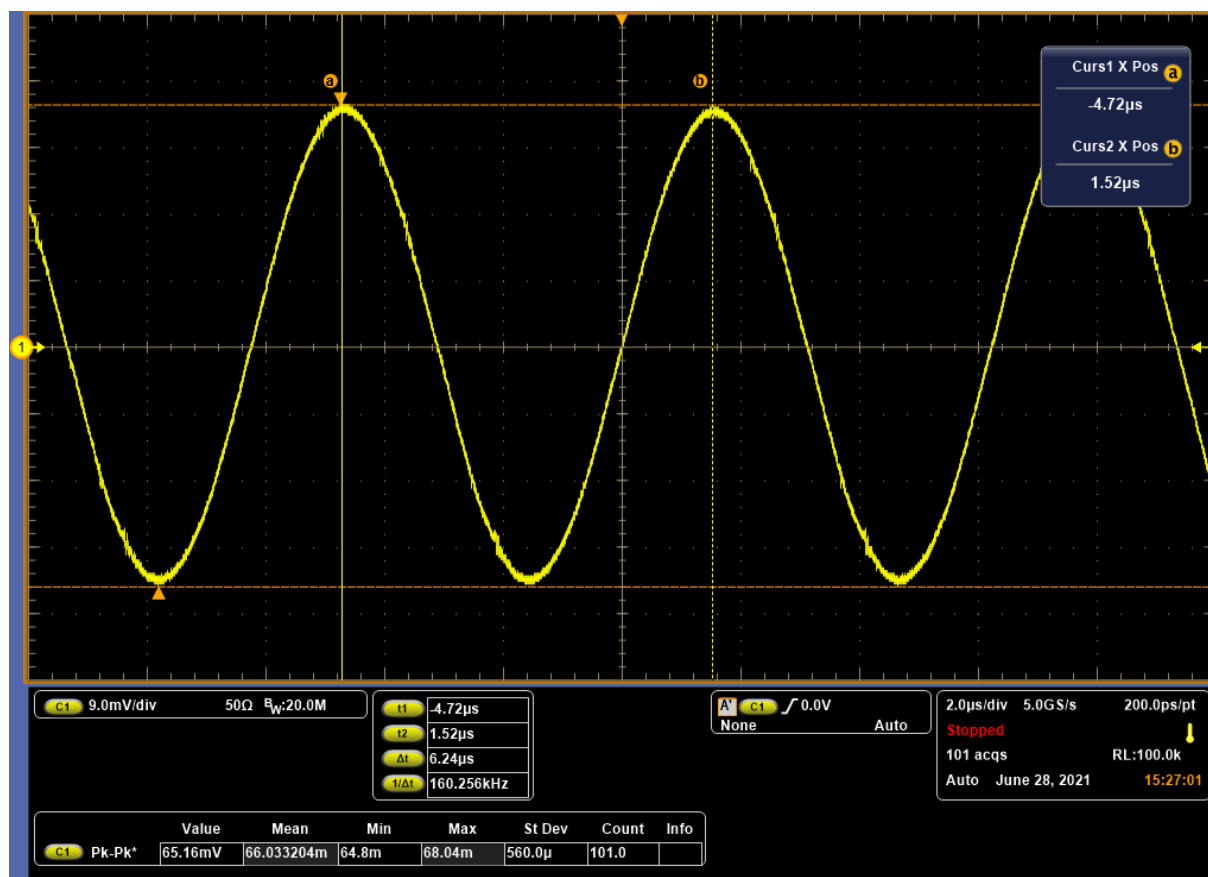 a
b
Curs1 X Pos a
-4.72µs
Curs2 X Pos b
1.52µs
1
C1 9.0mV/div 50Ω BW:20.0M
t1 -4.72µs
t2 1.52µs
Δt 6.24µs
1/Δt 160.256kHz
A' C1 0.0V
None Auto
2.0µs/div 5.0GS/s 200.0ps/pt
Stopped
101 acqs RL:100.0k
Auto June 28, 2021 15:27:01
Value Mean Min Max St Dev Count Info
C1 Pk-Pk* 65.16mV 66.033204m 64.8m 68.04m 560.0µ 101.0